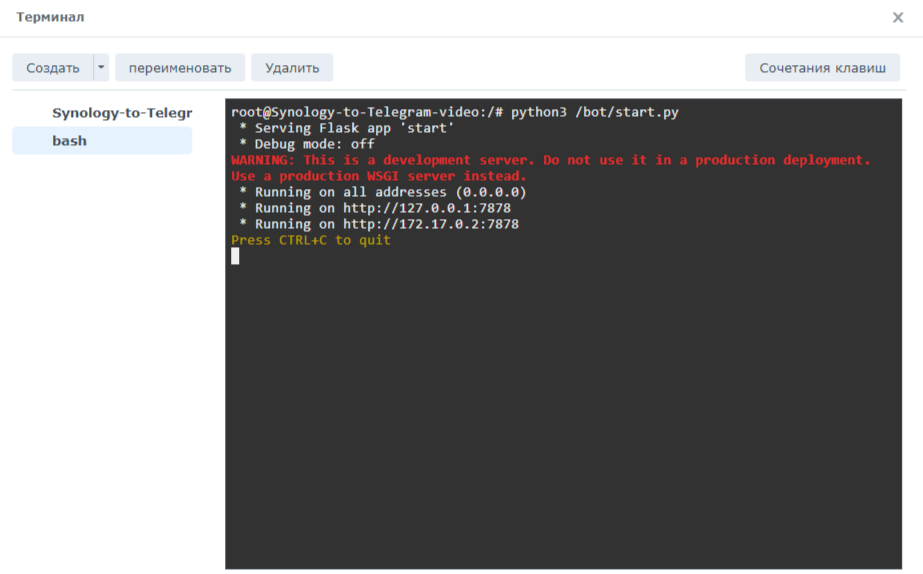 Терминал
Создать
переименовать
Удалить
Сочетания клавиш
Synology-to-Telegr
bash
root@Synology-to-Telegram-video:/# python3 /bot/start.py
 * Serving Flask app 'start'
 * Debug mode: off
WARNING: This is a development server. Do not use it in a production deployment.
Use a production WSGI server instead.
 * Running on all addresses (0.0.0.0)
 * Running on http://127.0.0.1:7878
 * Running on http://172.17.0.2:7878
Press CTRL+C to quit